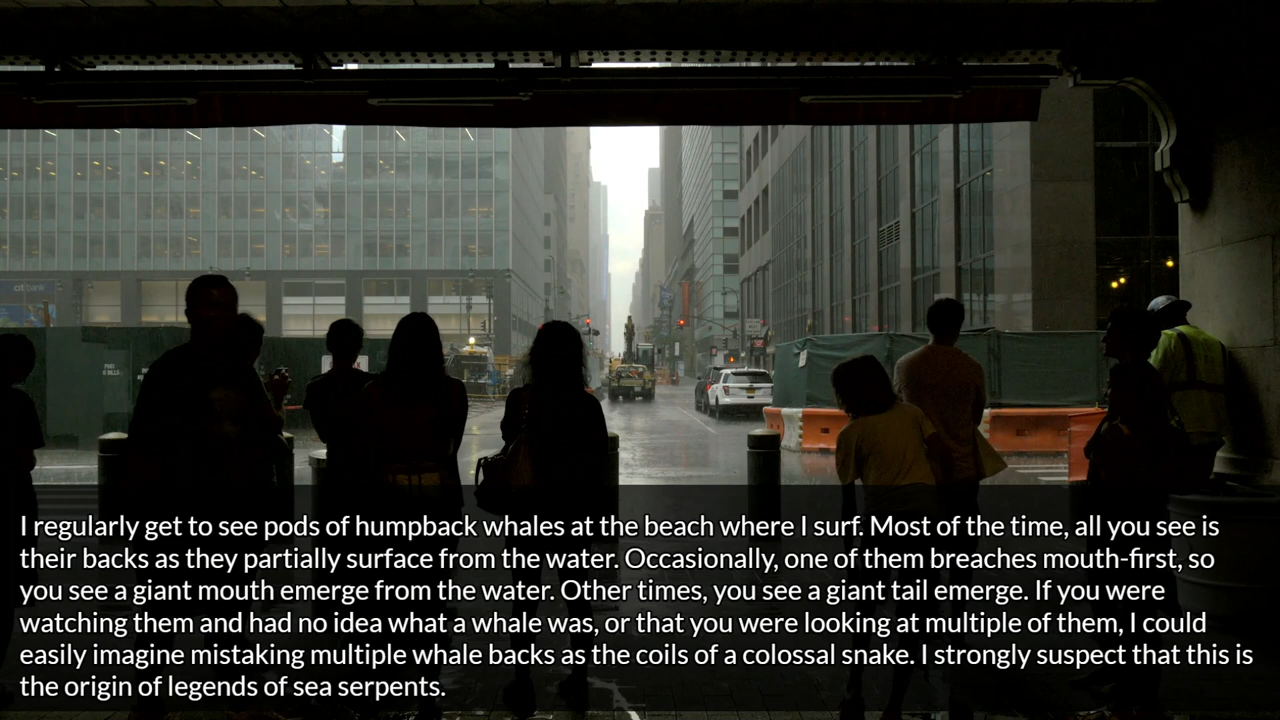 citibank
I regularly get to see pods of humpback whales at the beach where I surf. Most of the time, all you see is
their backs as they partially surface from the water. Occasionally, one of them breaches mouth-first, so
you see a giant mouth emerge from the water. Other times, you see a giant tail emerge. If you were
watching them and had no idea what a whale was, or that you were looking at multiple of them, I could
easily imagine mistaking multiple whale backs as the coils of a colossal snake. I strongly suspect that this is
the origin of legends of sea serpents.